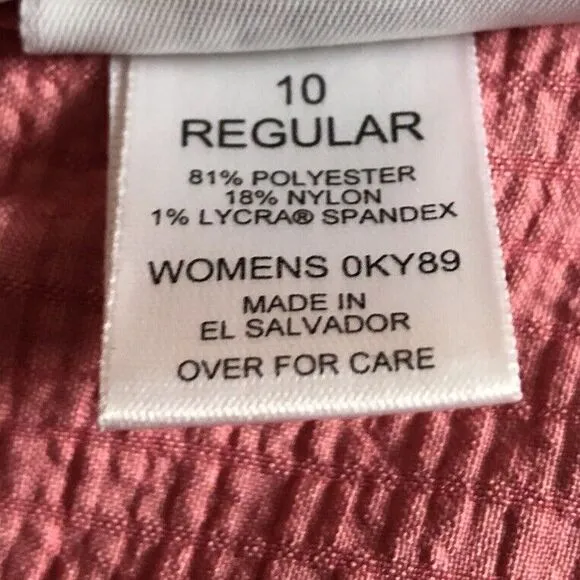 10
REGULAR
81% POLYESTER
18% NYLON
1% LYCRA® SPANDEX
WOMENS 0KY89
MADE IN
EL SALVADOR
OVER FOR CARE